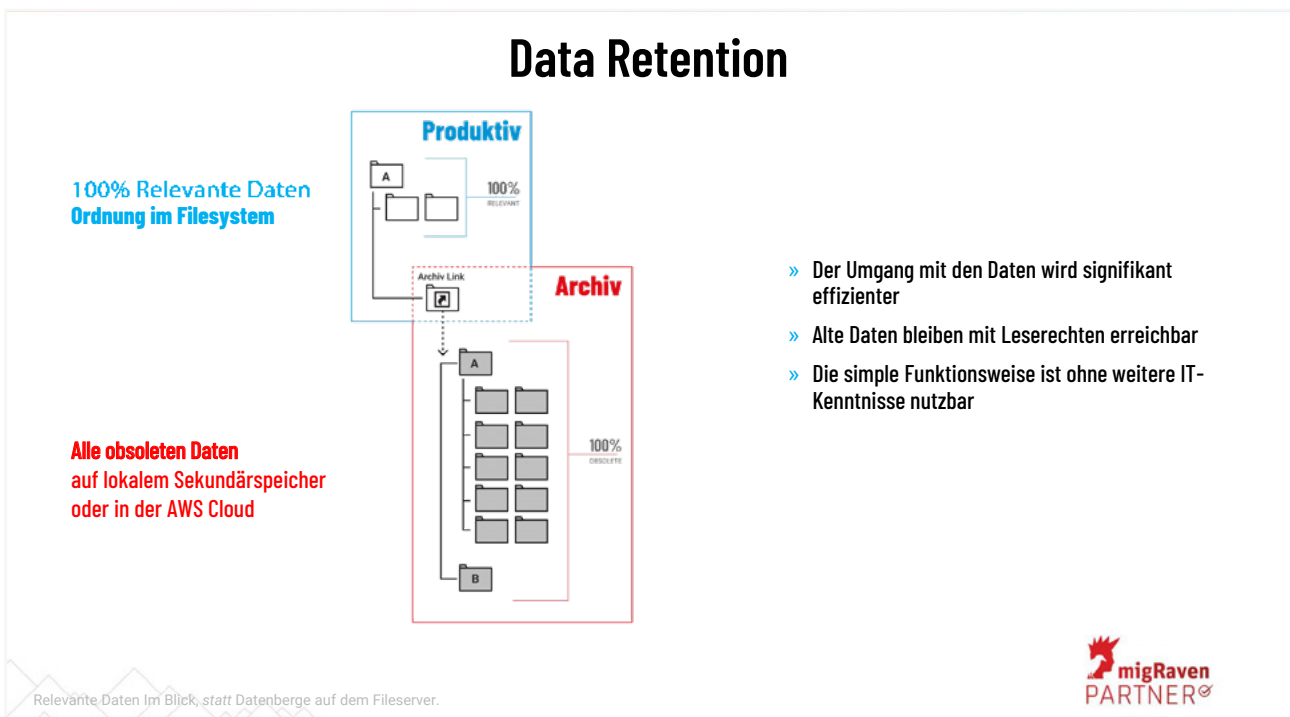 Data Retention
Produktiv
A
100% Relevante Daten
Ordnung im Filesystem
100%
RELEVANT
Archiv Link
Archiv
» Der Umgang mit den Daten wird signifikant
effizienter
» Alte Daten bleiben mit Leserechten erreichbar
» Die simple Funktionsweise ist ohne weitere IT-
Kenntnisse nutzbar
A
100%
OBSOLETE
Alle obsoleten Daten
auf lokalem Sekundärspeicher
oder in der AWS Cloud
B
migRaven
PARTNER
Relevante Daten Im Blick, statt Datenberge auf dem Fileserver.